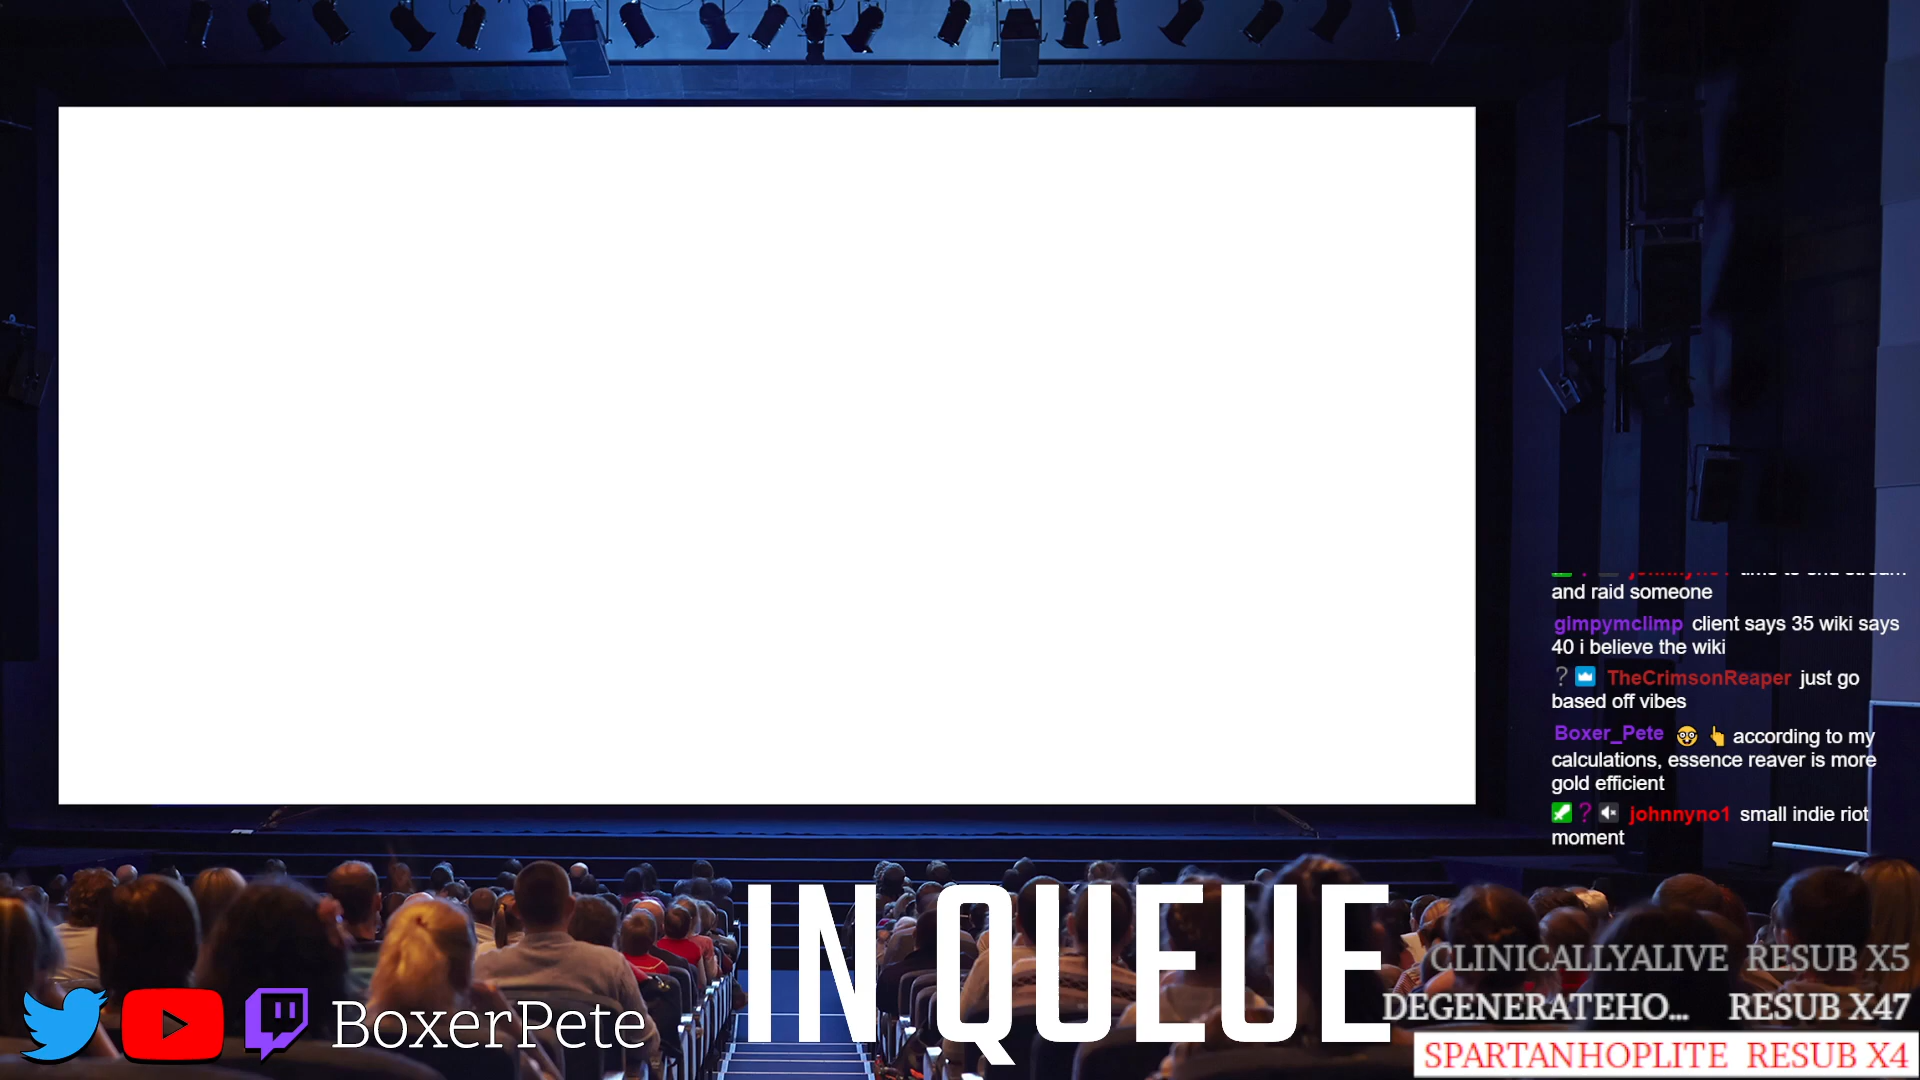 and raid someone
gimpymclimp client says 35 wiki says
40 i believe the wiki
TheCrimsonReaper just go
based off vibes
Boxer_Pete 🤓 👆 according to my
calculations, essence reaver is more
gold efficient
johnnyno1 small indie riot
moment
IN QUEUE
CLINICALLYALIVE RESUB X5
DEGENERATEHO... RESUB X47
SPARTANHOPLITE RESUB X4
BoxerPete